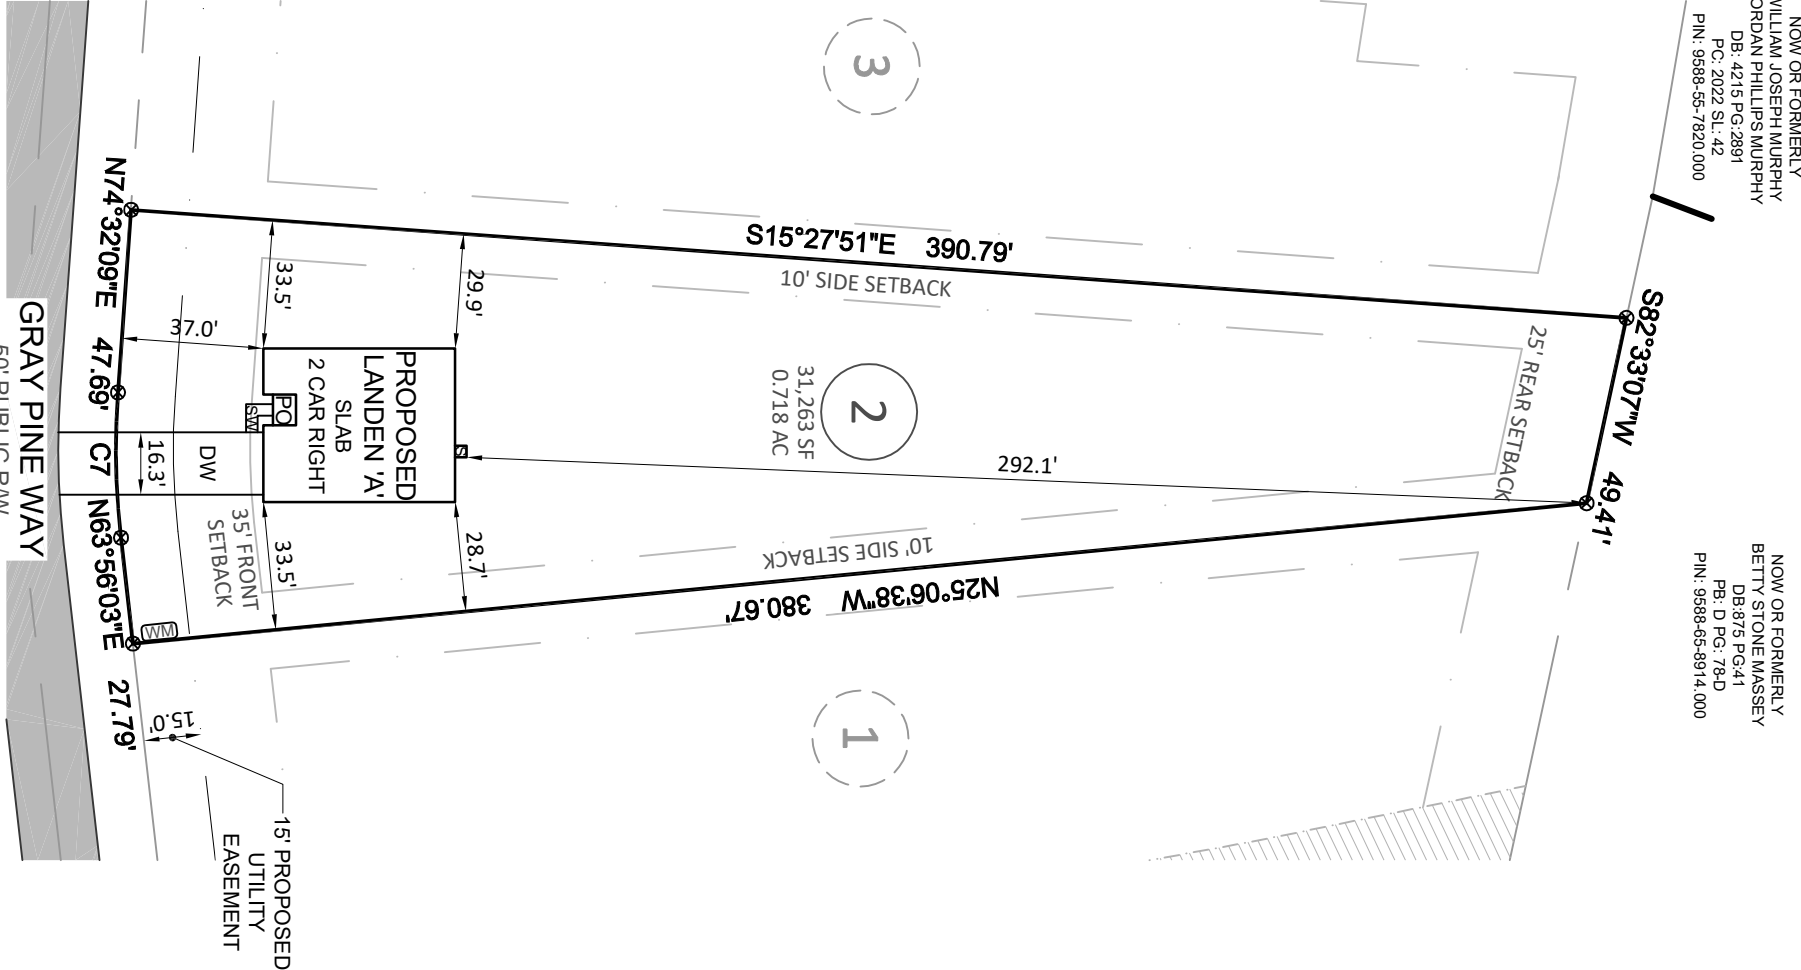 NOW OR FORMERLY
WILLIAM JOSEPH MURPHY
JORDAN PHILLIPS MURPHY
DB: 4215 PG:2891
PC: 2022 SL: 42
PIN: 9588-55-7820.000
NOW OR FORMERLY
BETTY STONE MASSEY
DB:875 PG:41
PB: D PG: 78-D
PIN: 9588-65-8914.000
S82°33'07"W 49.41'
25' REAR SETBACK
3
S15°27'51"E 390.79'
10' SIDE SETBACK
2
31,263 SF
0.718 AC
292.1'
10' SIDE SETBACK
N25°06'38"W 380.67'
1
29.9'
28.7'
33.5'
PROPOSED
LANDEN 'A'
SLAB
2 CAR RIGHT
33.5'
PO
SW
S
37.0'
DW
16.3'
35' FRONT
SETBACK
WM
N74°32'09"E 47.69'
C7
N63°56'03"E 27.79'
15.0'
15' PROPOSED
UTILITY
EASEMENT
GRAY PINE WAY
50' PUBLIC R/W